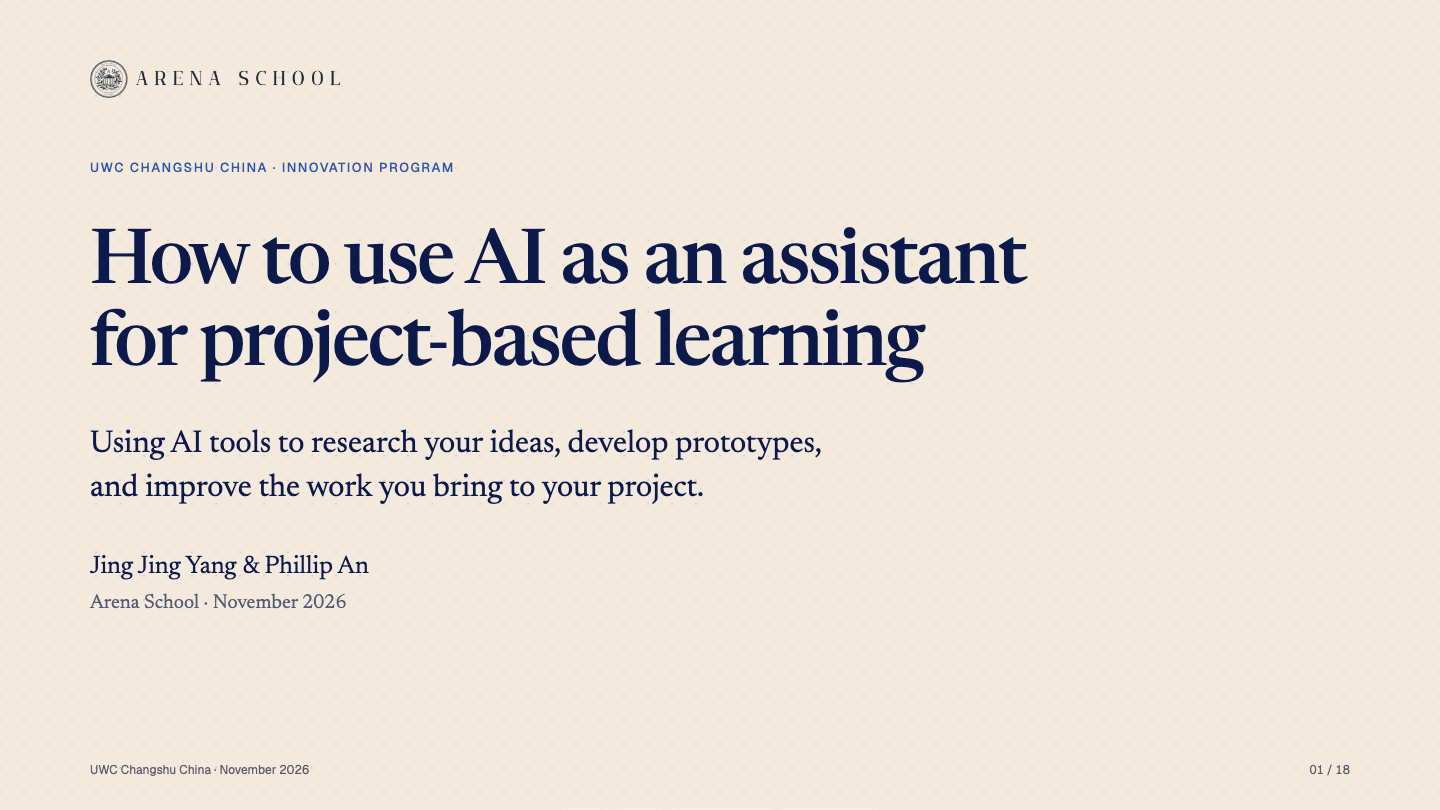 ARENA SCHOOL
UWC CHANGSHU CHINA · INNOVATION PROGRAM
How to use AI as an assistant
for project-based learning
Using AI tools to research your ideas, develop prototypes,
and improve the work you bring to your project.
Jing Jing Yang & Phillip An
Arena School · November 2026
UWC Changshu China · November 2026
01 / 18